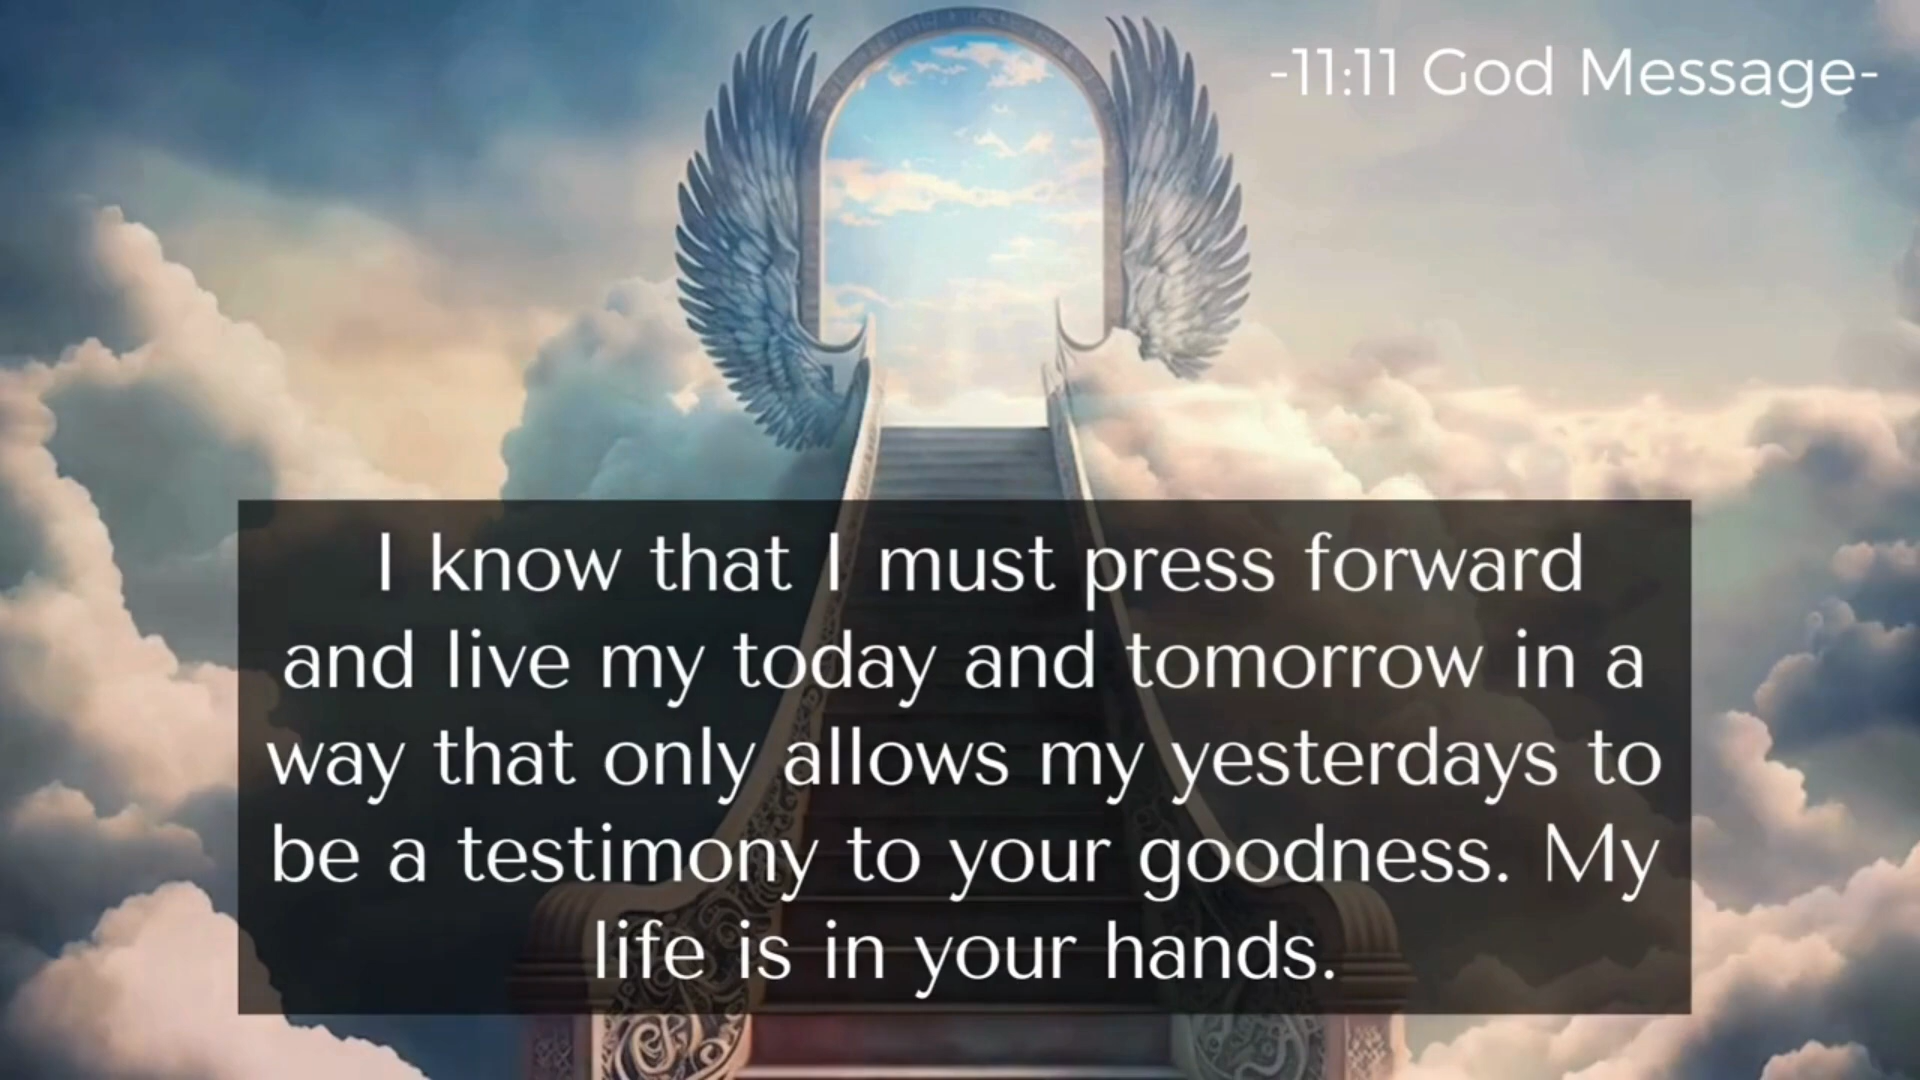 -11:11 God Message-
I know that I must press forward
and live my today and tomorrow in a
way that only allows my yesterdays to
be a testimony to your goodness. My
life is in your hands.